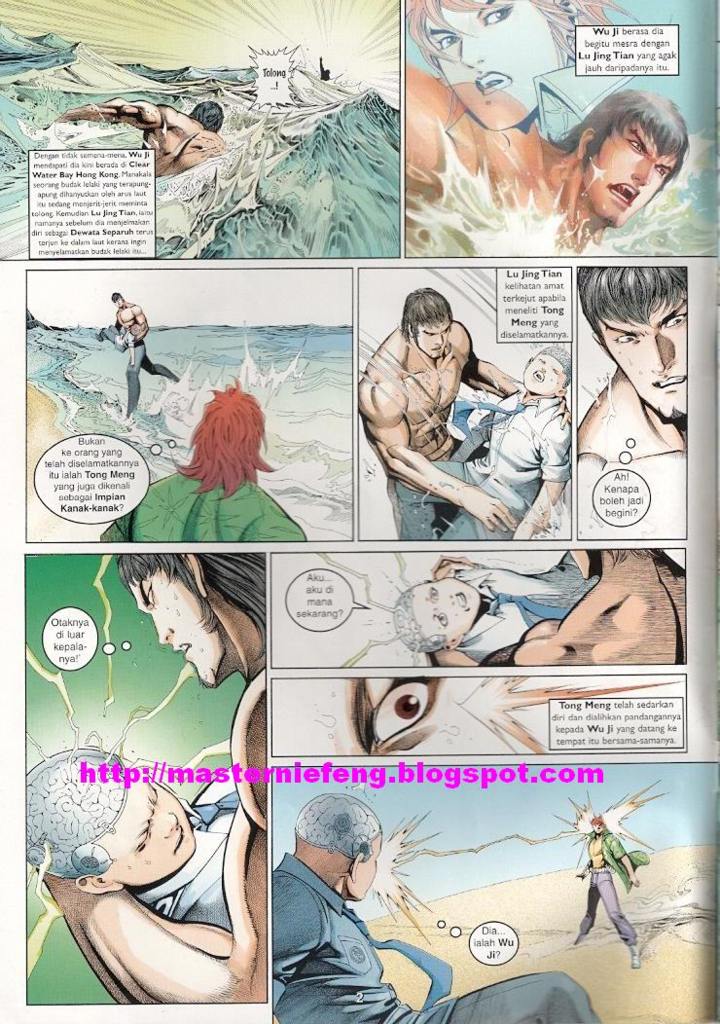 Tolong
...!
Dengan tidak semena-mena, Wu Ji
mendapati dia kini berada di Clear
Water Bay Hong Kong. Manakala
seorang budak lelaki yang terapung-
apung dihanyutkan oleh arus laut
itu sedang menjerit-jerit meminta
tolong. Kemudian Lu Jing Tian, iaitu
namanya sebelum dia menjelmakan
diri sebagai Dewata Separuh terus
terjun ke dalam laut kerana ingin
menyelamatkan budak lelaki itu...
Wu Ji berasa dia
begitu mesra dengan
Lu Jing Tian yang agak
jauh daripadanya itu.
Bukan
ke orang yang
telah diselamatkannya
itu ialah Tong Meng
yang juga dikenali
sebagai Impian
Kanak-kanak?
Lu Jing Tian
kelihatan amat
terkejut apabila
meneliti Tong
Meng yang
diselamatkannya.
Ah!
Kenapa
boleh jadi
begini?
Otaknya
di luar
kepala-
nya!
Aku...
aku di
mana
sekarang?
Tong Meng telah sedarkan
diri dan dialihkan pandangannya
kepada Wu Ji yang datang ke
tempat itu bersama-samanya.
http://masterniefeng.blogspot.com
Dia...
ialah Wu
Ji?
2